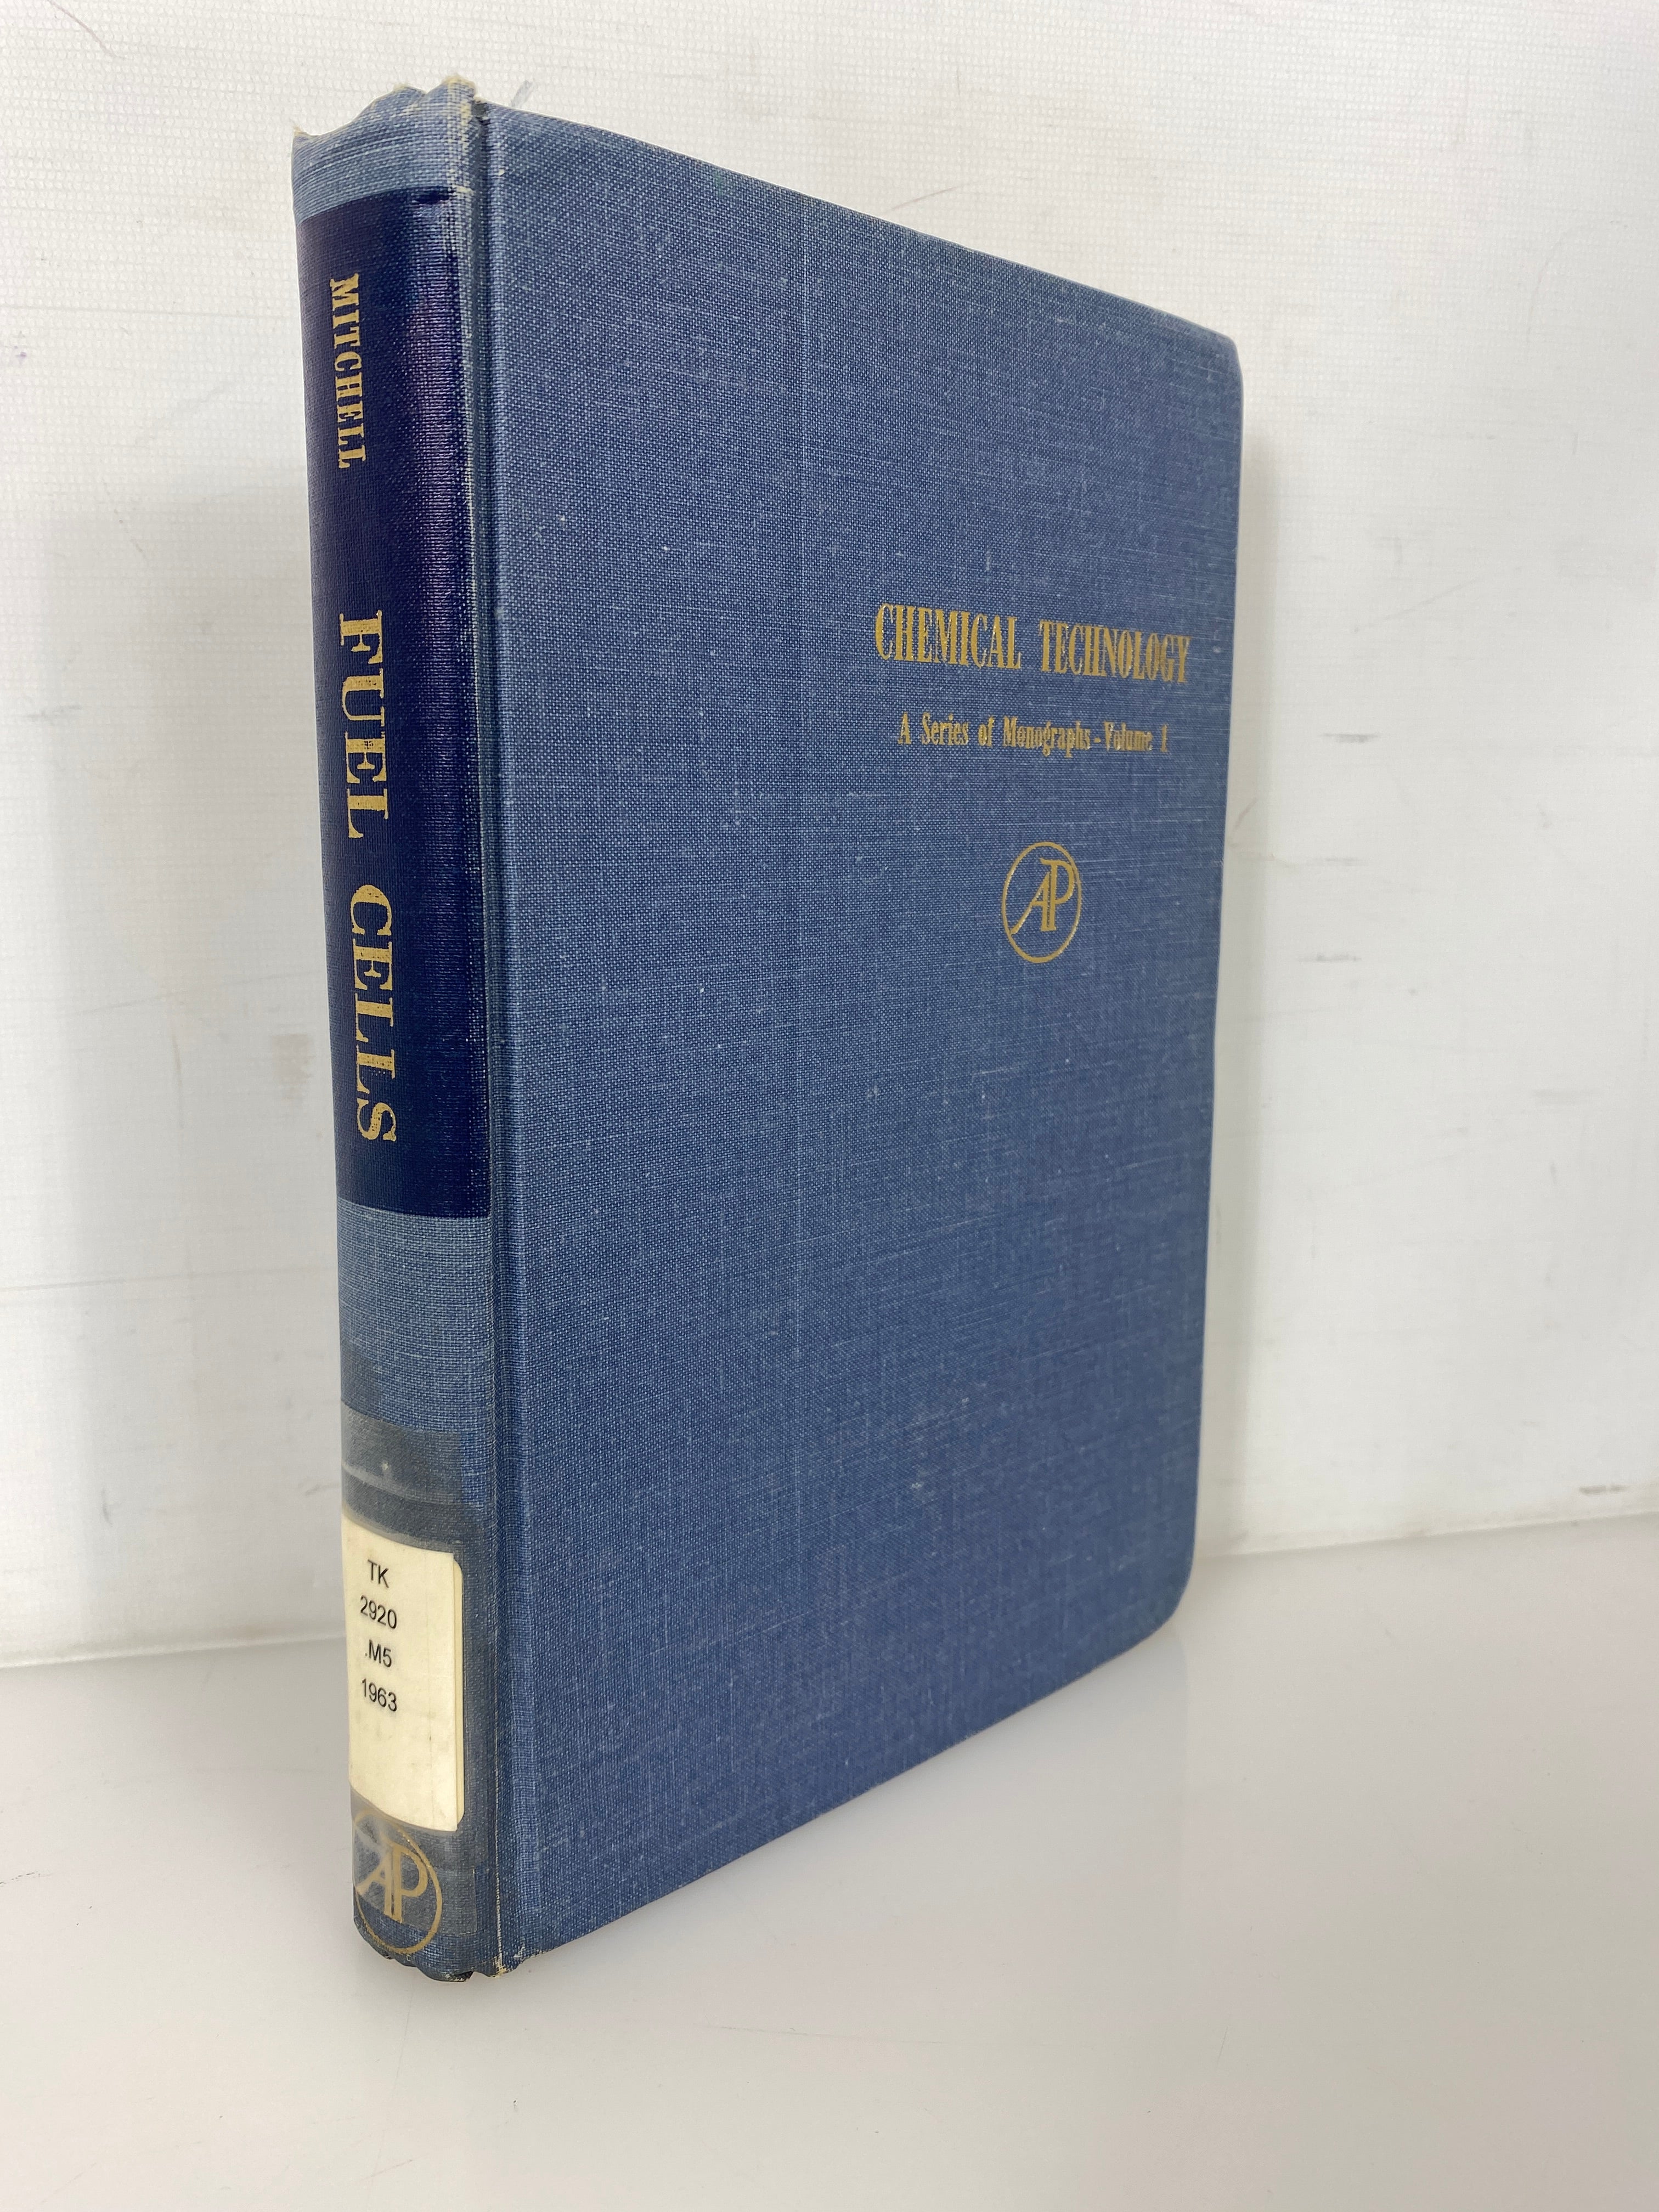 MITCHELL
FUEL CELLS
TK
2920
.M5
1963
AP
CHEMICAL TECHNOLOGY
A Series of Monographs-Volume 1
AP